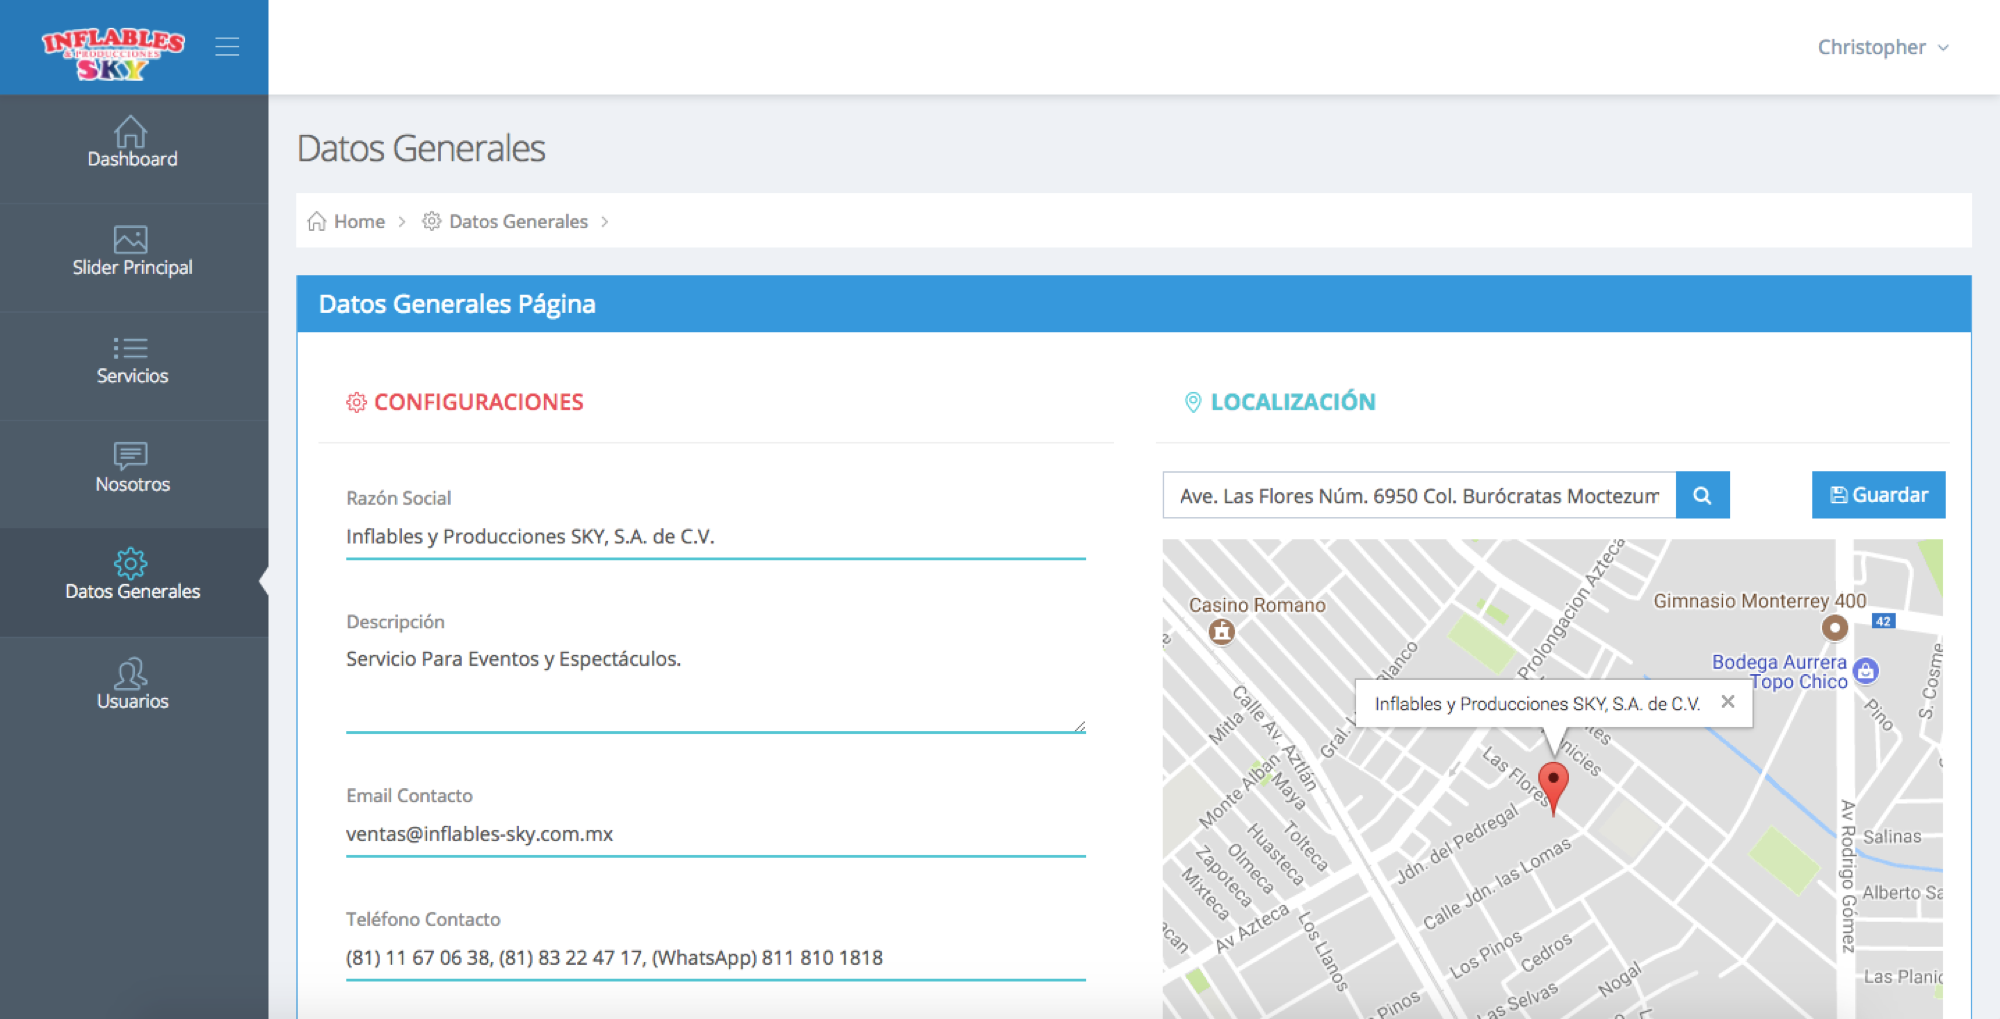 INFLABLES
& PRODUCCIONES
SKY
Christopher
Dashboard
Slider Principal
Servicios
Nosotros
Datos Generales
Usuarios
Datos Generales
Home > Datos Generales >
Datos Generales Página
CONFIGURACIONES
Razón Social
Inflables y Producciones SKY, S.A. de C.V.
Descripción
Servicio Para Eventos y Espectáculos.
Email Contacto
ventas@inflables-sky.com.mx
Teléfono Contacto
(81) 11 67 06 38, (81) 83 22 47 17, (WhatsApp) 811 810 1818
LOCALIZACIÓN
Ave. Las Flores Núm. 6950 Col. Burócratas Moctezum
Guardar
Casino Romano
Prolongacion Azteca
Gimnasio Monterrey 400
42
Bodega Aurrera
Topo Chico
S. Cosme
Pino
Inflables y Producciones SKY, S.A. de C.V.
Mitla
Calle Av. Aztlán
Gral.
Las Flores
Monte Alban
Maya
Jdn. del Pedregal
Calle Jdn. las Lomas
Tolteca
Huasteca
Olmeca
Zapoteca
Mixteca
Av Azteca
Los Llanos
Los Pinos
Cedros
Nogal
Pinos
Las Selvas
Av Rodrigo Gómez
Salinas
Alberto Sa
Las Planic